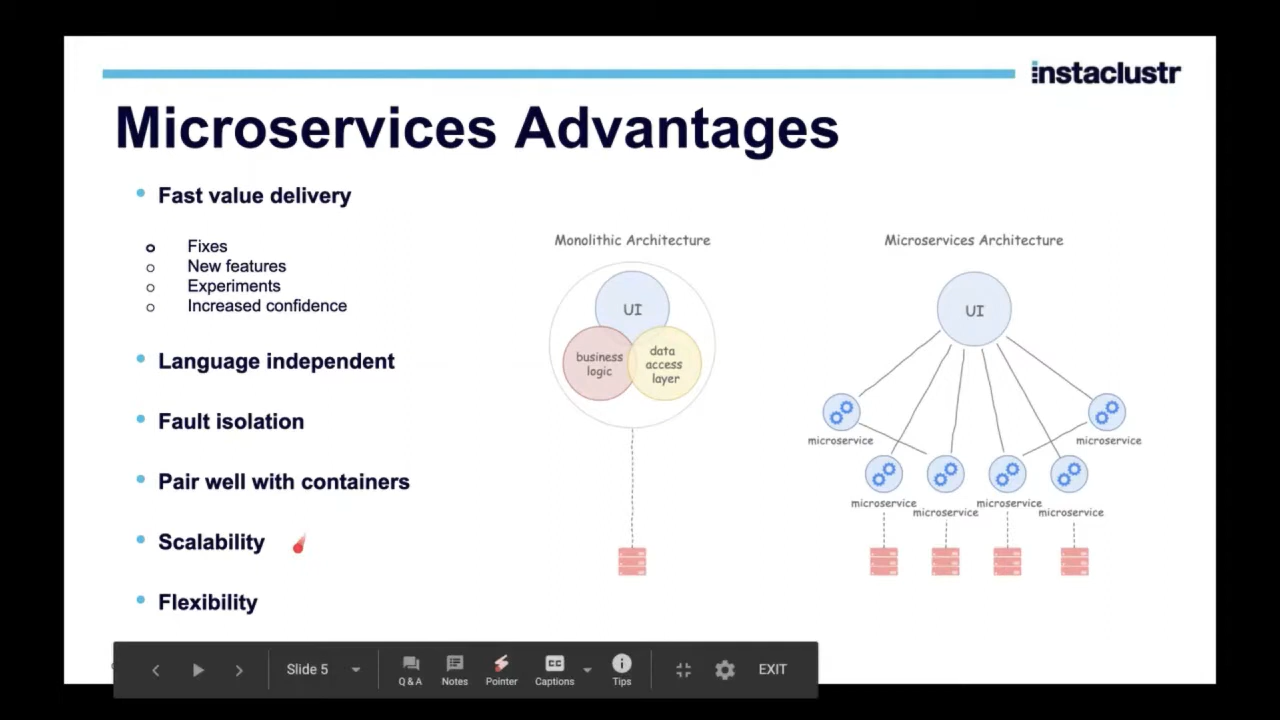 instaclustr
Microservices Advantages
Fast value delivery
Fixes
New features
Experiments
Increased confidence
Language independent
Fault isolation
Pair well with containers
Scalability
Flexibility
Monolithic Architecture
UI
business
logic
data
access
layer
Microservices Architecture
UI
microservice
microservice
microservice
microservice
microservice
microservice
Slide 5
Q & A
Notes
Pointer
CC
Captions
Tips
EXIT